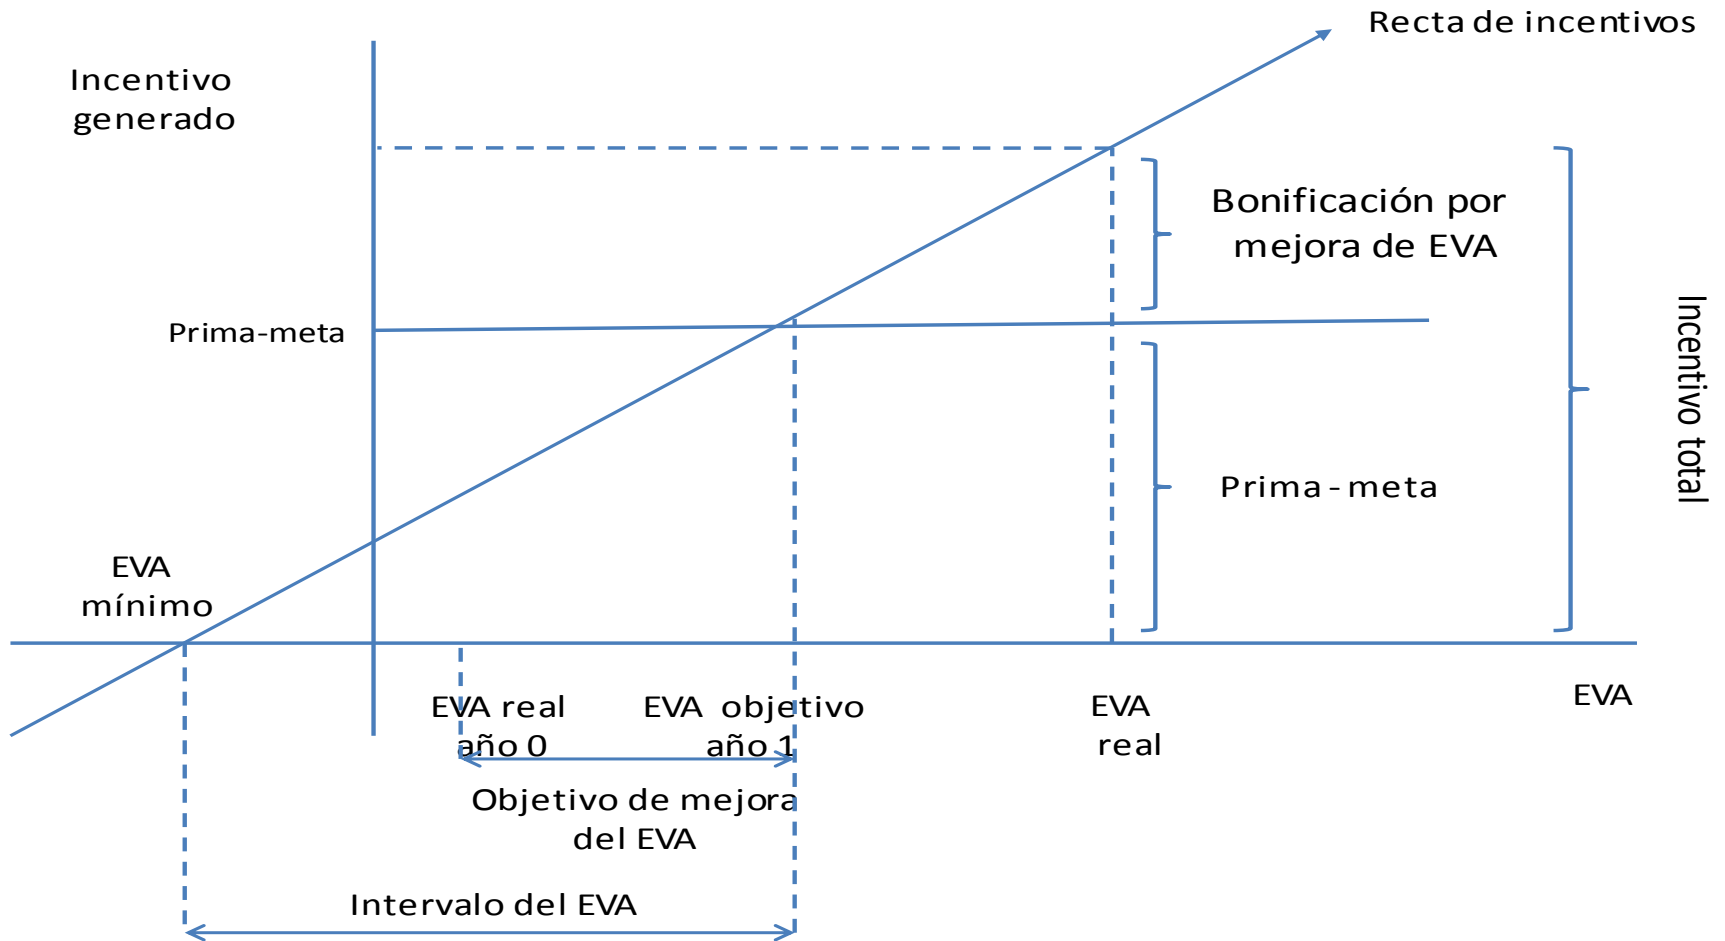 Recta de incentivos
Incentivo
generado
Bonificación por
mejora de EVA
Prima-meta
Incentivo total
Prima - meta
EVA
mínimo
EVA real
año 0
EVA objetivo
año 1
EVA
real
EVA
Objetivo de mejora
del EVA
Intervalo del EVA